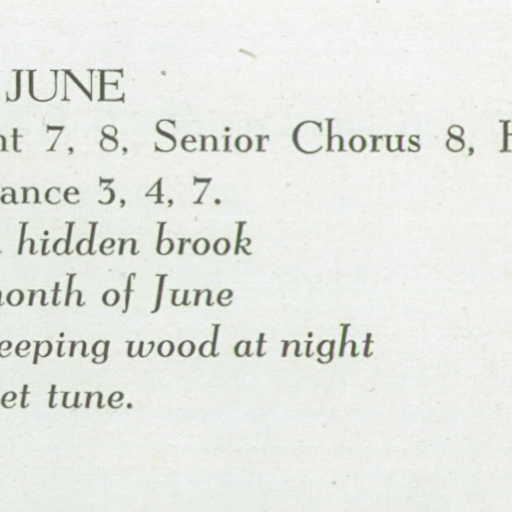 JUNE
nt 7, 8, Senior Chorus 8,
ance 3, 4, 7.
hidden brook
onth of June
eeping wood at night
et tune.